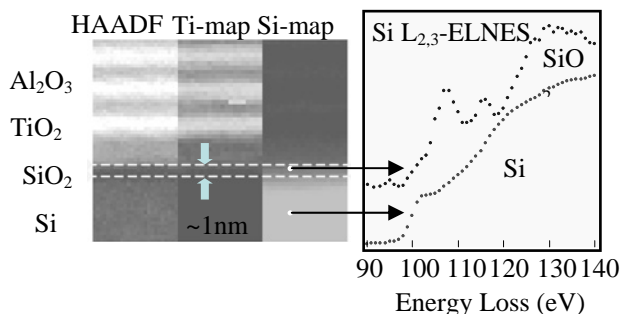 HAADF Ti-map Si-map
Al₂O₃
TiO₂
SiO₂
Si
~1nm
Si L₂,₃-ELNES
SiO₂
Si
90 100 110 120 130 140
Energy Loss (eV)